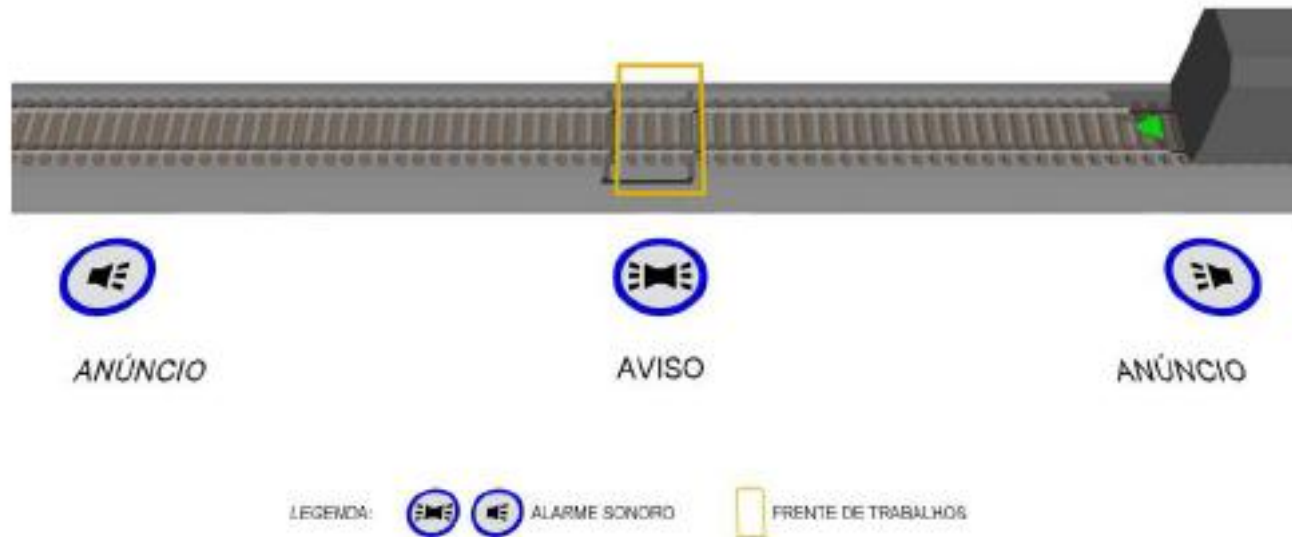 ANÚNCIO AVISO ANÚNCIO
LEGENDA: ALARME SONORO FRENTE DE TRABALHOS